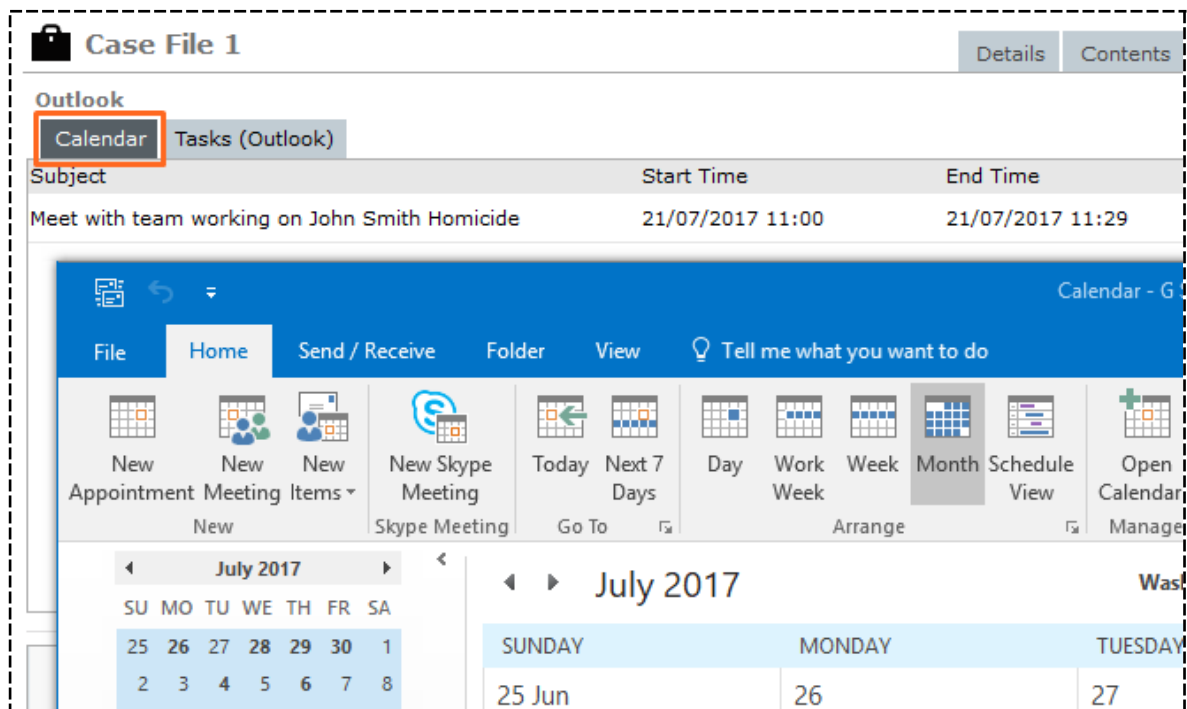 Case File 1
Details Contents
Outlook
Calendar Tasks (Outlook)
Subject Start Time End Time
Meet with team working on John Smith Homicide 21/07/2017 11:00 21/07/2017 11:29
Calendar - G
File Home Send / Receive Folder View Tell me what you want to do
New New New New Skype Today Next 7 Day Work Week Month Schedule Open
Appointment Meeting Items Meeting Days Week View Calendar
New Skype Meeting Go To Arrange Manage
July 2017
July 2017
SU MO TU WE TH FR SA
SUNDAY MONDAY TUESDAY
25 26 27 28 29 30 1
2 3 4 5 6 7 8
25 Jun 26 27